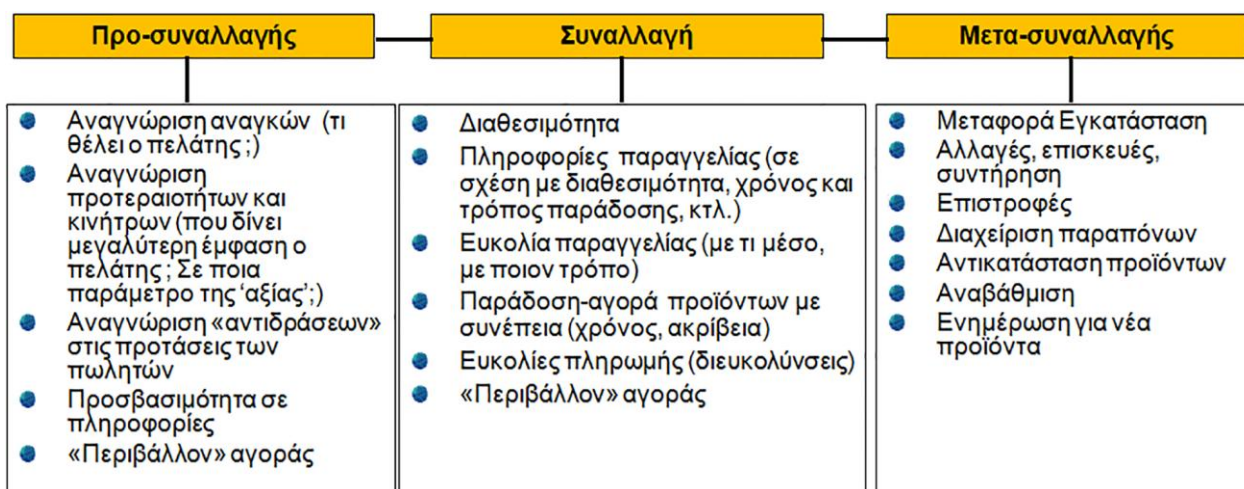 Προ-συναλλαγής
Συναλλαγή
Μετα-συναλλαγής
Αναγνώριση αναγκών (τι
θέλει ο πελάτης ;)
Αναγνώριση
προτεραιοτήτων και
κινήτρων (που δίνει
μεγαλύτερη έμφαση ο
πελάτης ; Σε ποια
παράμετρο της ‘αξίας’;)
Αναγνώριση «αντιδράσεων»
στις προτάσεις των
πωλητών
Προσβασιμότητα σε
πληροφορίες
«Περιβάλλον» αγοράς
Διαθεσιμότητα
Πληροφορίες παραγγελίας (σε
σχέση με διαθεσιμότητα, χρόνος και
τρόπος παράδοσης, κτλ.)
Ευκολία παραγγελίας (με τι μέσο,
με ποιον τρόπο)
Παράδοση-αγορά προϊόντων με
συνέπεια (χρόνος, ακρίβεια)
Ευκολίες πληρωμής (διευκολύνσεις)
«Περιβάλλον» αγοράς
Μεταφορά Εγκατάσταση
Αλλαγές, επισκευές,
συντήρηση
Επιστροφές
Διαχείριση παραπόνων
Αντικατάσταση προϊόντων
Αναβάθμιση
Ενημέρωση για νέα
προϊόντα